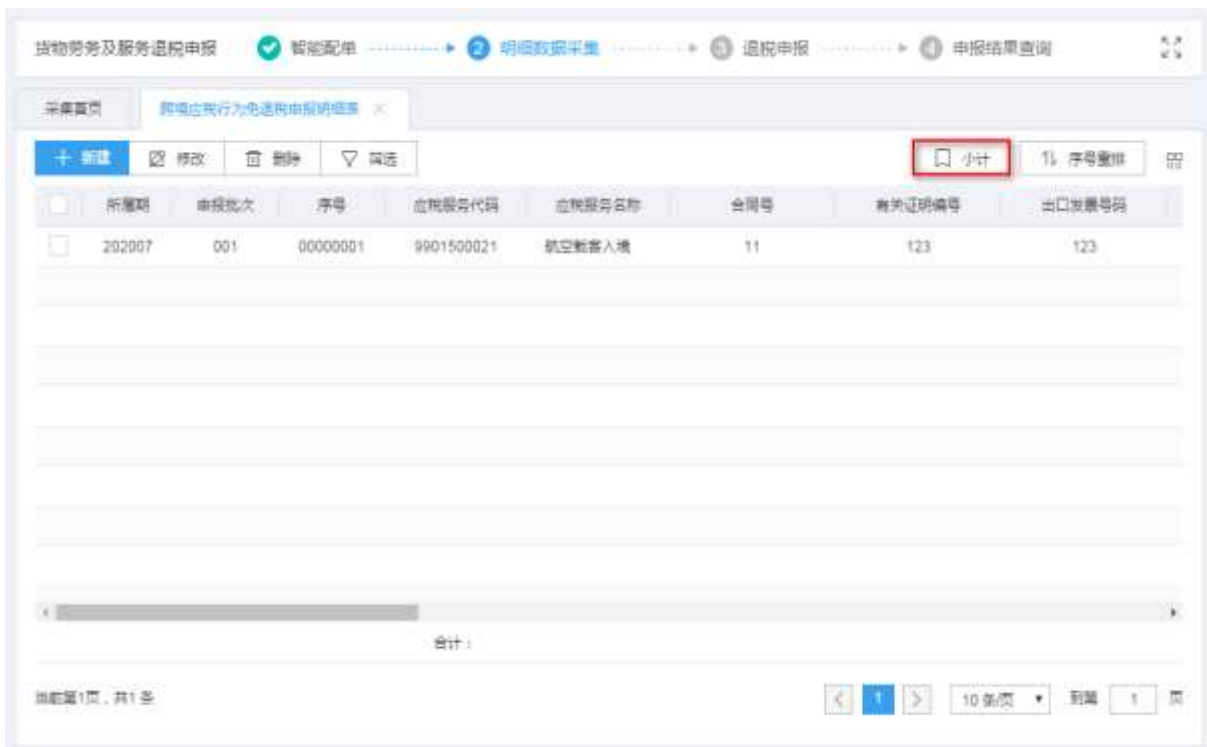 货物劳务及服务退税申报 智能配单 2 明细数据采集 3 退税申报 4 申报结果查询
采集首页 跨境应税行为免退税申报明细表 ×
新建 修改 删除 筛选 小计 序号重排
所属期 申报批次 序号 应税服务代码 应税服务名称 合同号 有关证明编号 出口发票号码
202007 001 00000001 9901500021 航空载客入境 11 123 123
合计：
当前第1页，共1条 < 1 > 10 条/页 到第 1 页